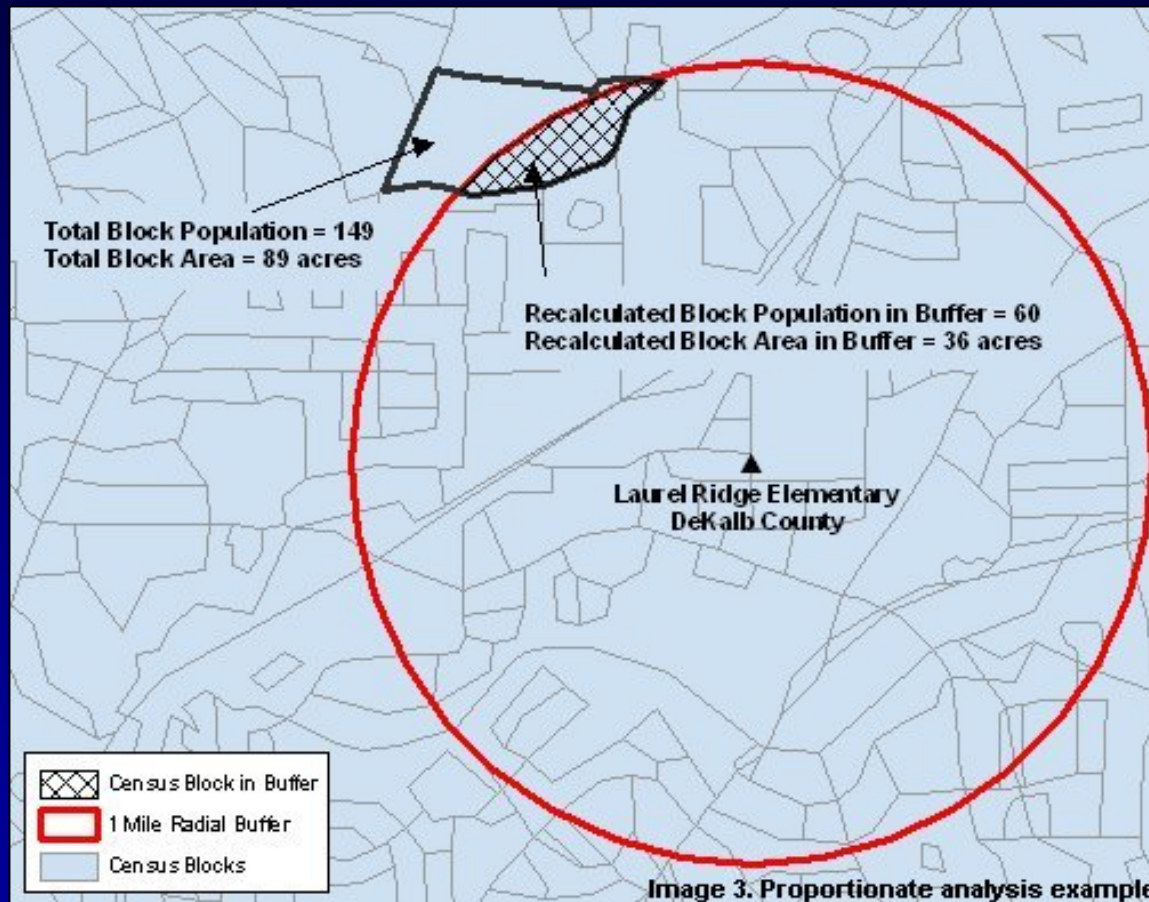 Total Block Population = 149
Total Block Area = 89 acres
Recalculated Block Population in Buffer = 60
Recalculated Block Area in Buffer = 36 acres
Laurel Ridge Elementary
DeKalb County
Census Block in Buffer
1 Mile Radial Buffer
Census Blocks
Image 3. Proportionate analysis example